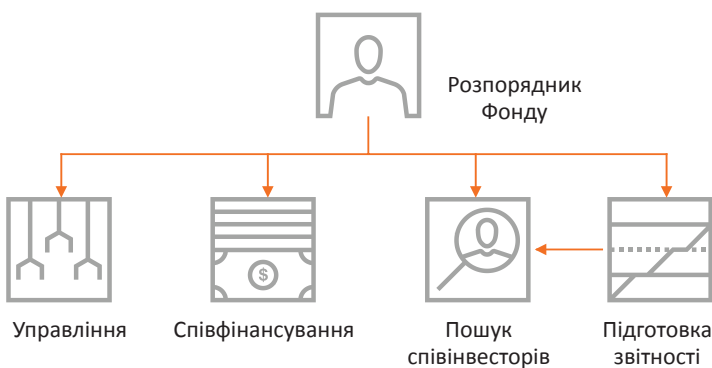 Розпорядник
Фонду
$
Управління
Співфінансування
Пошук
співінвесторів
Підготовка
звітності